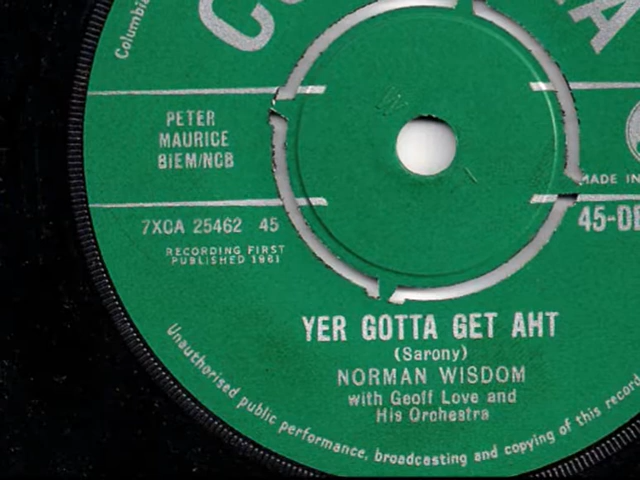 Columbia
PETER
MAURICE
BIEM/NCB
MADE IN
7XCA 25462 45
45-DB
RECORDING FIRST
PUBLISHED 1961
YER GOTTA GET AHT
(Sarony)
NORMAN WISDOM
with Geoff Love and
His Orchestra
Unauthorised public performance, broadcasting and copying of this record